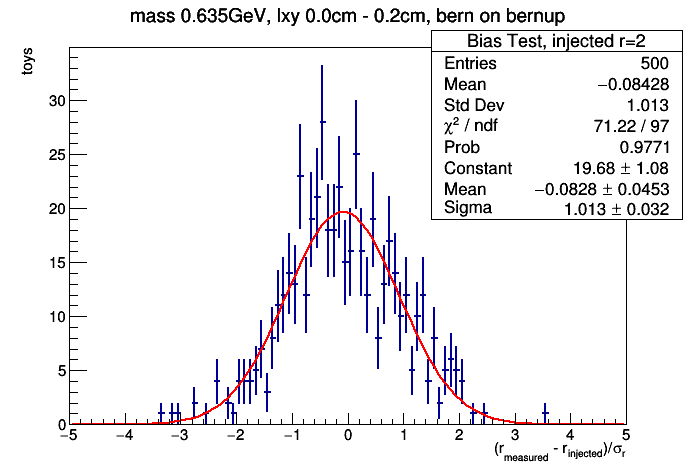 mass 0.635GeV, lxy 0.0cm - 0.2cm, bern on bernup
Bias Test, injected r=2
Entries 500
Mean −0.08428
Std Dev 1.013
χ² / ndf 71.22 / 97
Prob 0.9771
Constant 19.68 ± 1.08
Mean −0.0828 ± 0.0453
Sigma 1.013 ± 0.032
toys
30
25
20
15
10
5
0
−5 −4 −3 −2 −1 0 1 2 3 4 5
(r_measured - r_injected)/σ_r